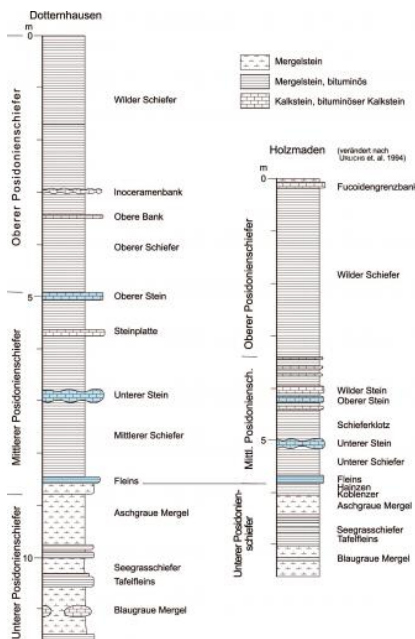 Dotternhausen
m
0
Oberer Posidonienschiefer
Wilder Schiefer
Inoceramenbank
Obere Bank
Oberer Schiefer
5
Oberer Stein
Mittlerer Posidonienschiefer
Steinplatte
Unterer Stein
Mittlerer Schiefer
Fleins
Unterer Posidonienschiefer
Aschgraue Mergel
10
Seegrasschiefer
Tafelfleins
Blaugraue Mergel
Mergelstein
Mergelstein, bituminös
Kalkstein, bituminöser Kalkstein
Holzmaden
(verändert nach
URLICHS et. al. 1994)
m
0
Fucoidengrenzbank
Oberer Posidonienschiefer
Wilder Schiefer
Mittl. Posidoniensch.
Wilder Stein
Oberer Stein
Schieferklotz
5
Unterer Stein
Unterer Schiefer
Fleins
Hainzen
Koblenzer
Unterer Posidonien-
schiefer
Aschgraue Mergel
Seegrasschiefer
Tafelfleins
Blaugraue Mergel